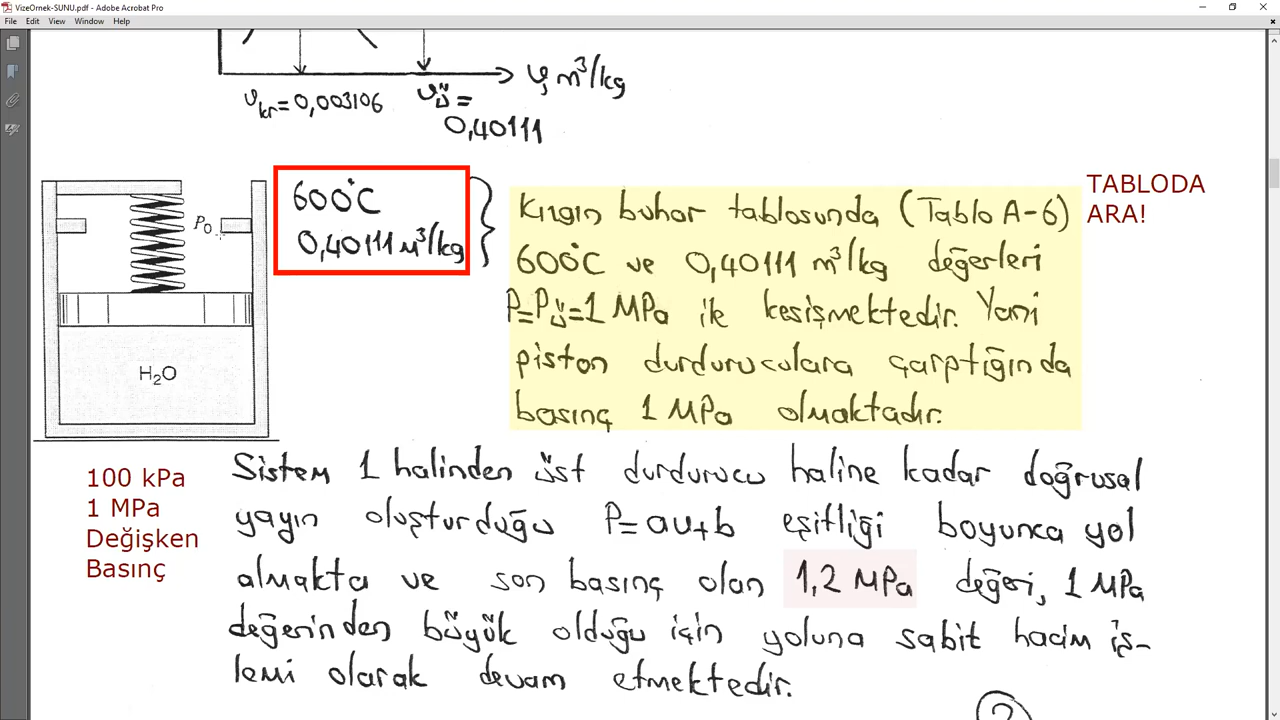 VizeOrnek-SUNU.pdf - Adobe Acrobat Pro
File Edit View Window Help
ϑ, m³/kg
ϑkr=0,003106
ϑü=
0,40111
600°C
0,40111 m³/kg
P₀
H₂O
Kızgın buhar tablosunda (Tablo A-6)
600°C ve 0,40111 m³/kg değerleri
P=Pü=1 MPa ile kesişmektedir. Yani
piston durduruculara çarptığında
basınç 1 MPa olmaktadır.
TABLODA
ARA!
100 kPa
1 MPa
Değişken
Basınç
Sistem 1 halinden üst durdurucu haline kadar doğrusal
yayın oluşturduğu P=aυ+b eşitliği boyunca yol
almakta ve son basınç olan 1,2 MPa değeri, 1 MPa
değerinden büyük olduğu için yoluna sabit hacim iş-
lemi olarak devam etmektedir.
2